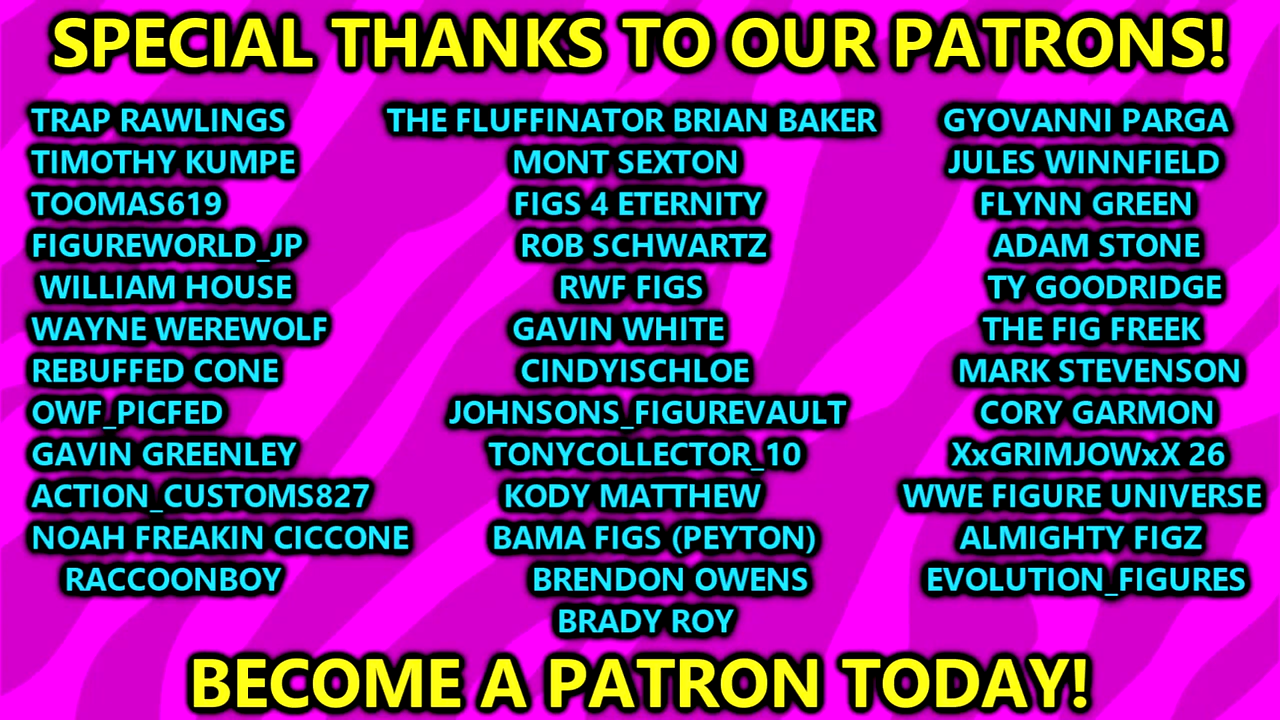 SPECIAL THANKS TO OUR PATRONS!
TRAP RAWLINGS
TIMOTHY KUMPE
TOOMAS619
FIGUREWORLD_JP
WILLIAM HOUSE
WAYNE WEREWOLF
REBUFFED CONE
OWF_PICFED
GAVIN GREENLEY
ACTION_CUSTOMS827
NOAH FREAKIN CICCONE
RACCOONBOY
THE FLUFFINATOR BRIAN BAKER
MONT SEXTON
FIGS 4 ETERNITY
ROB SCHWARTZ
RWF FIGS
GAVIN WHITE
CINDYISCHLOE
JOHNSONS_FIGUREVAULT
TONYCOLLECTOR_10
KODY MATTHEW
BAMA FIGS (PEYTON)
BRENDON OWENS
BRADY ROY
GYOVANNI PARGA
JULES WINNFIELD
FLYNN GREEN
ADAM STONE
TY GOODRIDGE
THE FIG FREEK
MARK STEVENSON
CORY GARMON
XxGRIMJOWxX 26
WWE FIGURE UNIVERSE
ALMIGHTY FIGZ
EVOLUTION_FIGURES
BECOME A PATRON TODAY!